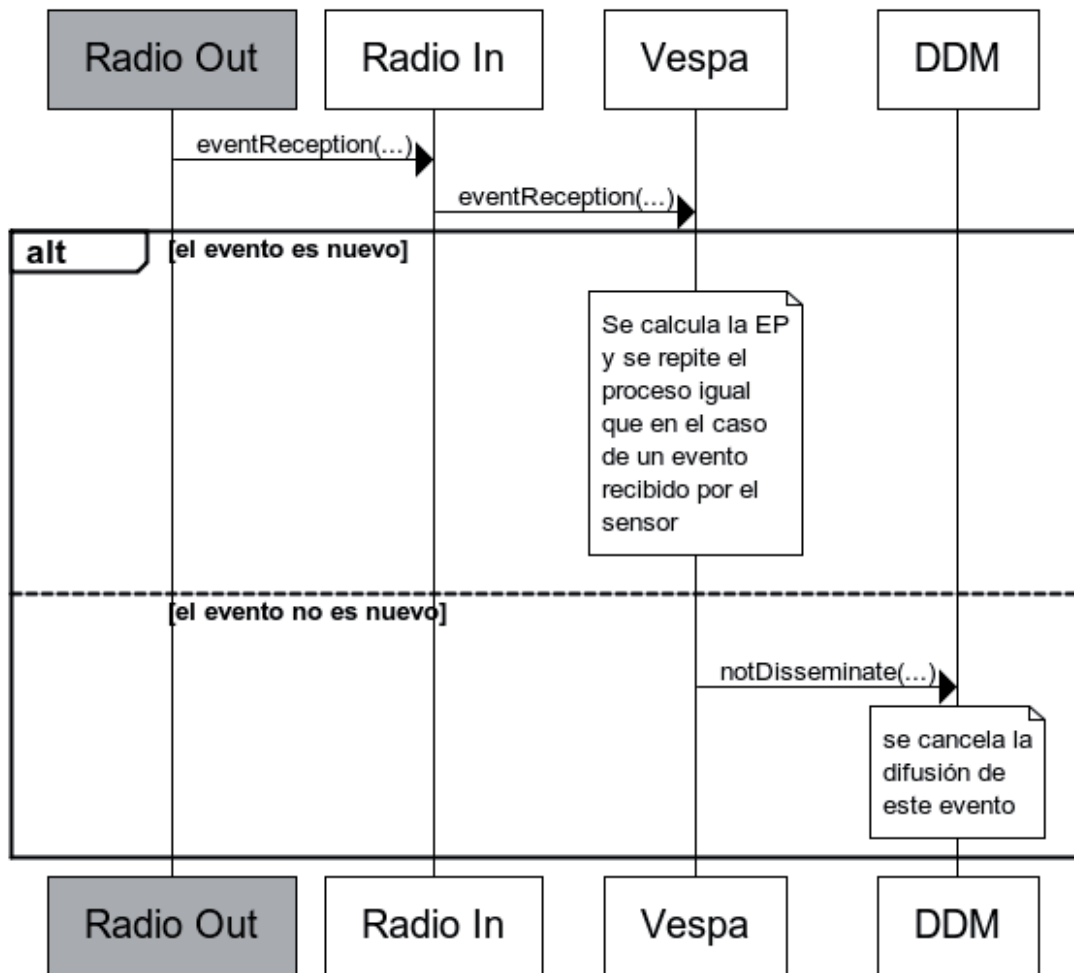 Radio Out
Radio In
Vespa
DDM
eventReception(...)
eventReception(...)
alt
[el evento es nuevo]
Se calcula la EP
y se repite el
proceso igual
que en el caso
de un evento
recibido por el
sensor
[el evento no es nuevo]
notDisseminate(...)
se cancela la
difusión de
este evento
Radio Out
Radio In
Vespa
DDM